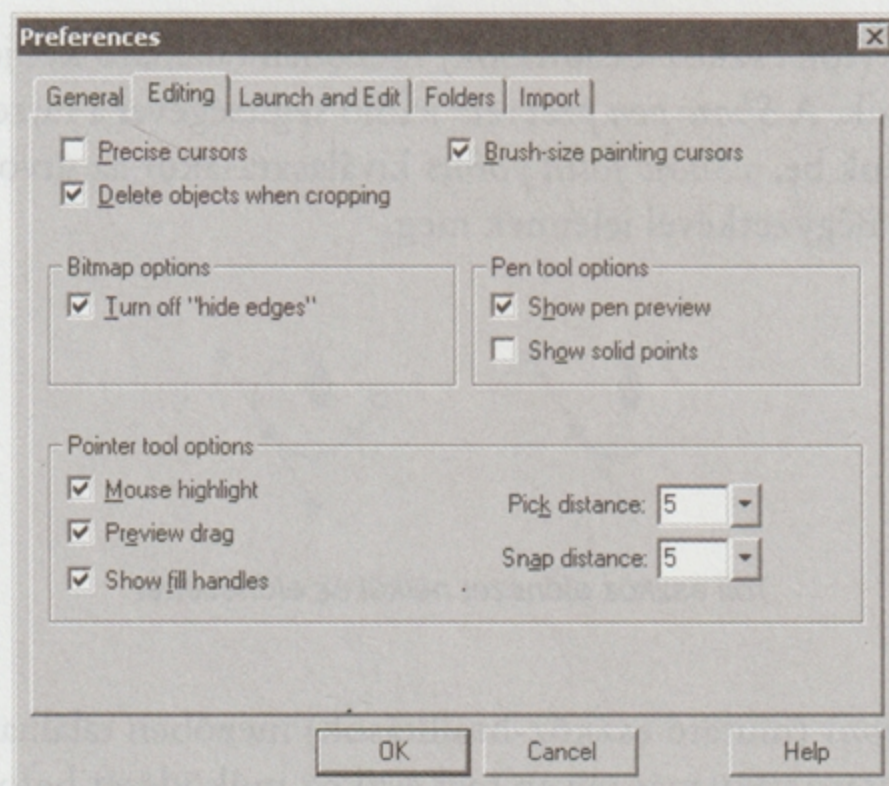 Preferences
General Editing Launch and Edit Folders Import
Precise cursors
Brush-size painting cursors
Delete objects when cropping
Bitmap options
Turn off "hide edges"
Pen tool options
Show pen preview
Show solid points
Pointer tool options
Mouse highlight
Preview drag
Show fill handles
Pick distance: 5
Snap distance: 5
OK Cancel Help